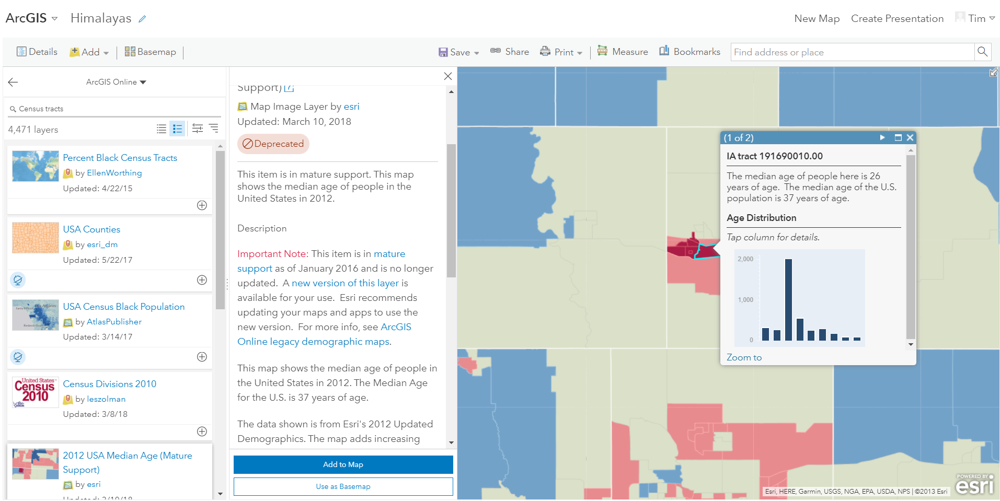 ArcGIS
Himalayas
New Map
Create Presentation
Tim
Details
Add
Basemap
Save
Share
Print
Measure
Bookmarks
Find address or place
ArcGIS Online
Census tracts
4,471 layers
Percent Black Census Tracts
by EllenWorthing
Updated: 4/22/15
USA Counties
by esri_dm
Updated: 5/22/17
USA Census Black Population
by AtlasPublisher
Updated: 3/14/17
United States
Census
2010
Census Divisions 2010
by leszolman
Updated: 3/8/18
2012 USA Median Age (Mature
Support)
by esri
Updated: 3/10/18
Support)
Map Image Layer by esri
Updated: March 10, 2018
Deprecated
This item is in mature support. This map
shows the median age of people in the
United States in 2012.
Description
Important Note: This item is in mature
support as of January 2016 and is no longer
updated.  A new version of this layer is
available for your use.  Esri recommends
updating your maps and apps to use the
new version.  For more info, see ArcGIS
Online legacy demographic maps.
This map shows the median age of people in
the United States in 2012. The Median Age
for the U.S. is 37 years of age.
The data shown is from Esri's 2012 Updated
Demographics. The map adds increasing
Add to Map
Use as Basemap
(1 of 2)
IA tract 191690010.00
The median age of people here is 26
years of age.  The median age of the U.S.
population is 37 years of age.
Age Distribution
Tap column for details.
2,000
1,000
0
Zoom to
POWERED BY
esri
Esri, HERE, Garmin, USGS, NGA, EPA, USDA, NPS | ©2013 Esri